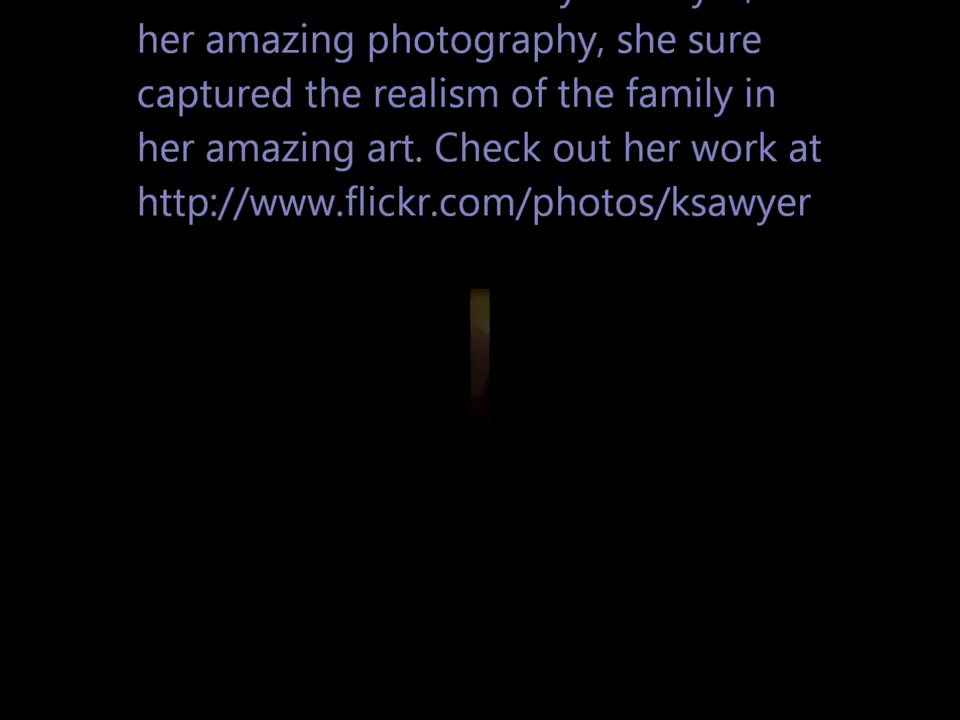 her amazing photography, she sure
captured the realism of the family in
her amazing art. Check out her work at
http://www.flickr.com/photos/ksawyer